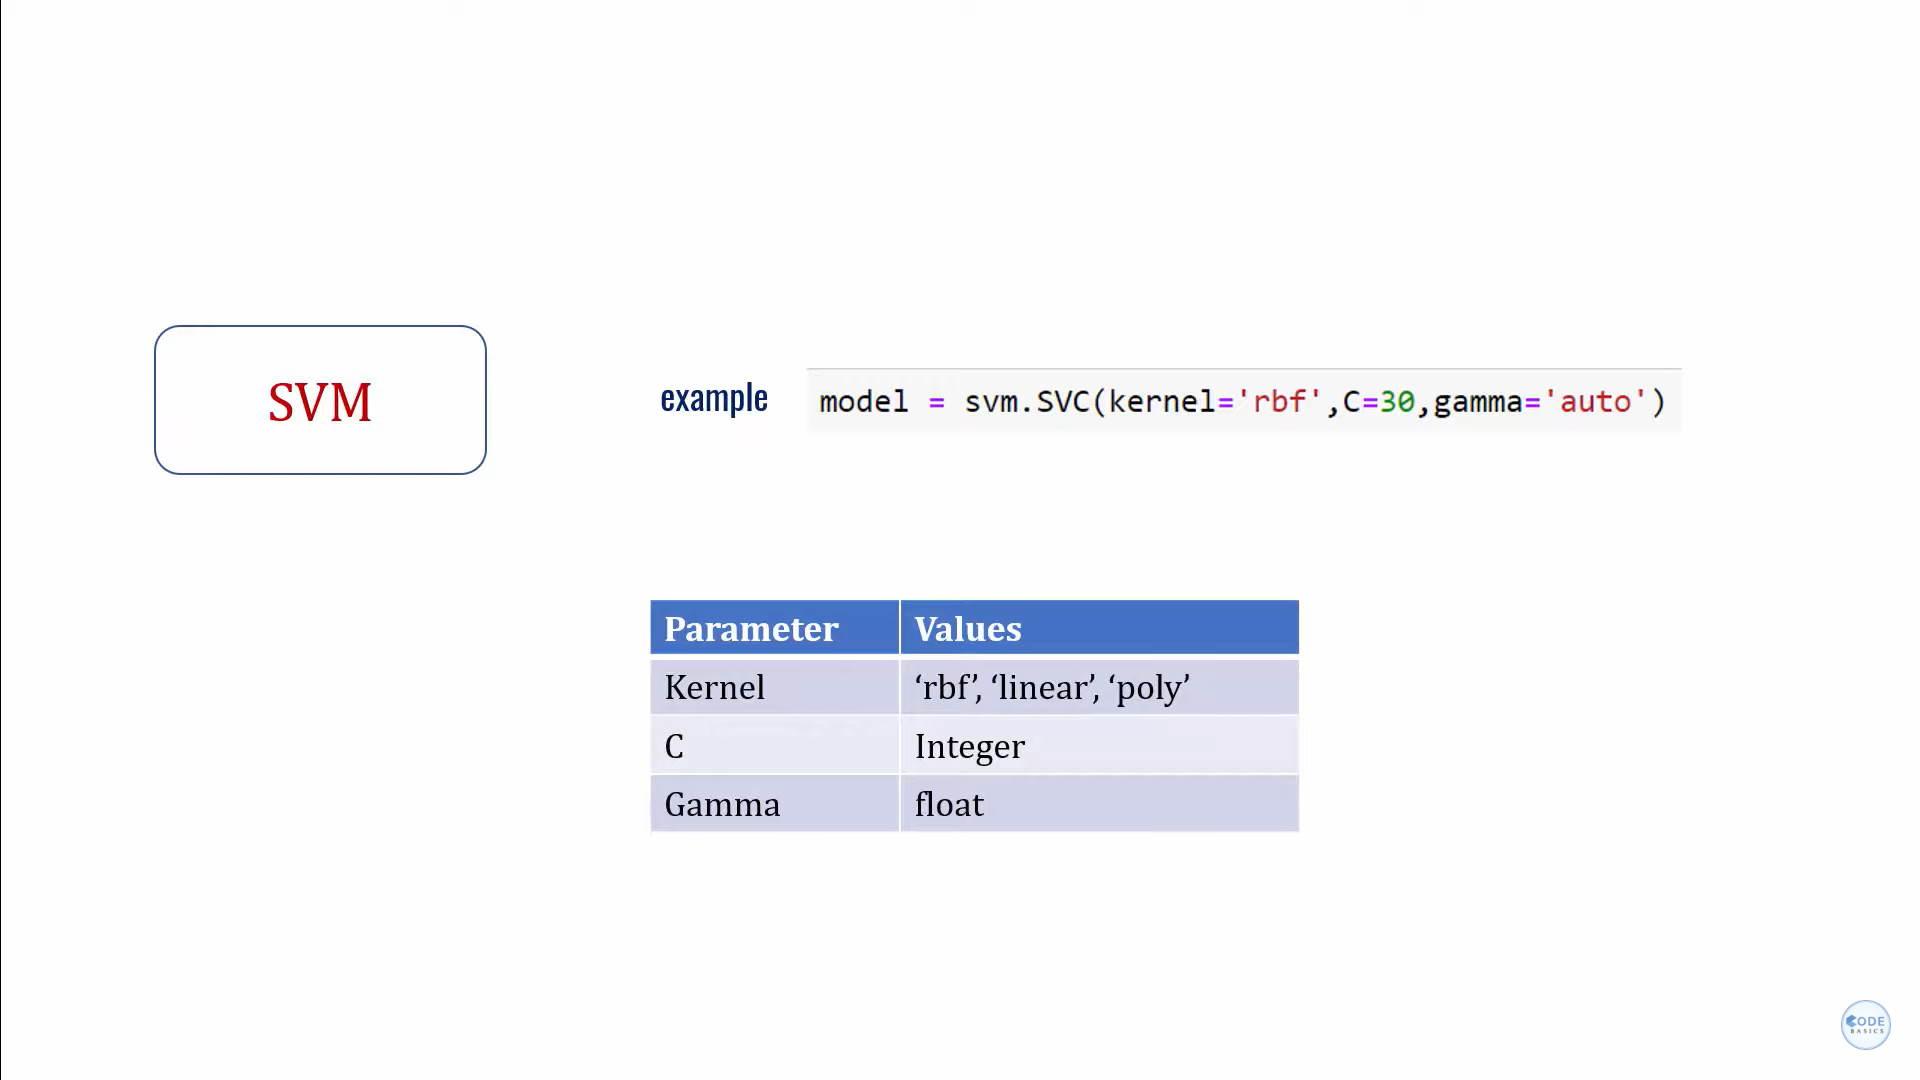 SVM
example
model = svm.SVC(kernel='rbf',C=30,gamma='auto')
Parameter Values
Kernel ‘rbf’, ‘linear’, ‘poly’
C Integer
Gamma float
CODE
BASICS